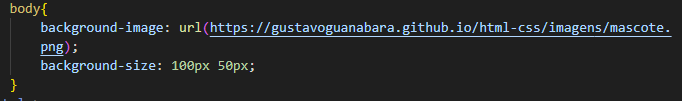 body{
    background-image: url(https://gustavoguanabara.github.io/html-css/imagens/mascote.
    png);
    background-size: 100px 50px;
}